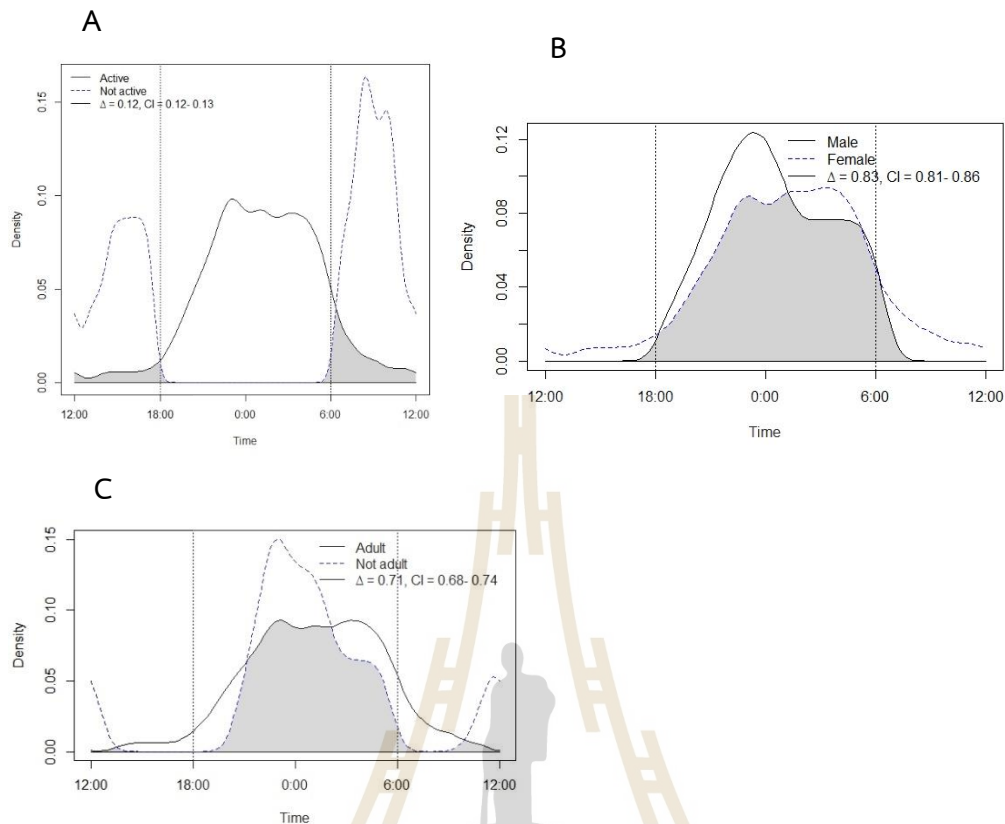 A
Active
Not active
Δ = 0.12, CI = 0.12- 0.13
0.15
0.10
0.05
0.00
Density
12:00 18:00 0:00 6:00 12:00
Time
B
Male
Female
Δ = 0.83, CI = 0.81- 0.86
0.12
0.08
0.04
0.00
Density
12:00 18:00 0:00 6:00 12:00
Time
C
Adult
Not adult
Δ = 0.71, CI = 0.68- 0.74
0.15
0.10
0.05
0.00
Density
12:00 18:00 0:00 6:00 12:00
Time